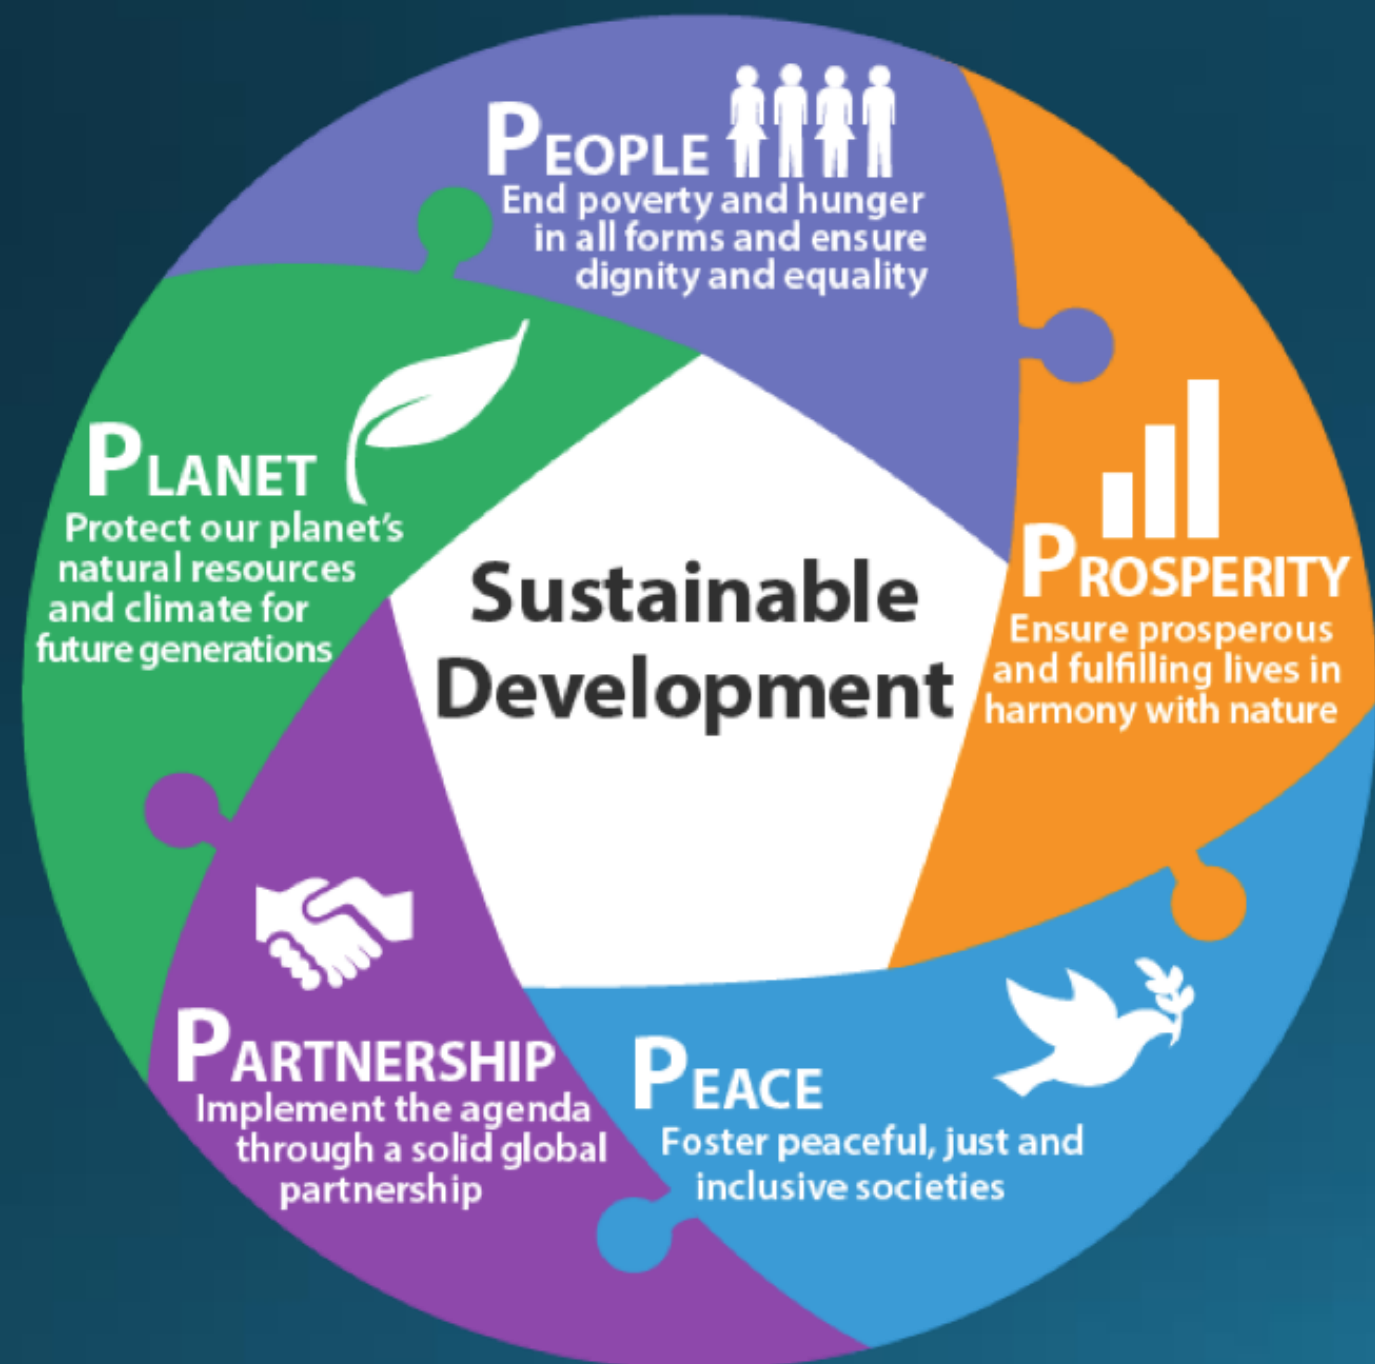 PEOPLE
End poverty and hunger
in all forms and ensure
dignity and equality
PROSPERITY
Ensure prosperous
and fulfilling lives in
harmony with nature
PEACE
Foster peaceful, just and
inclusive societies
PARTNERSHIP
Implement the agenda
through a solid global
partnership
PLANET
Protect our planet’s
natural resources
and climate for
future generations
Sustainable
Development